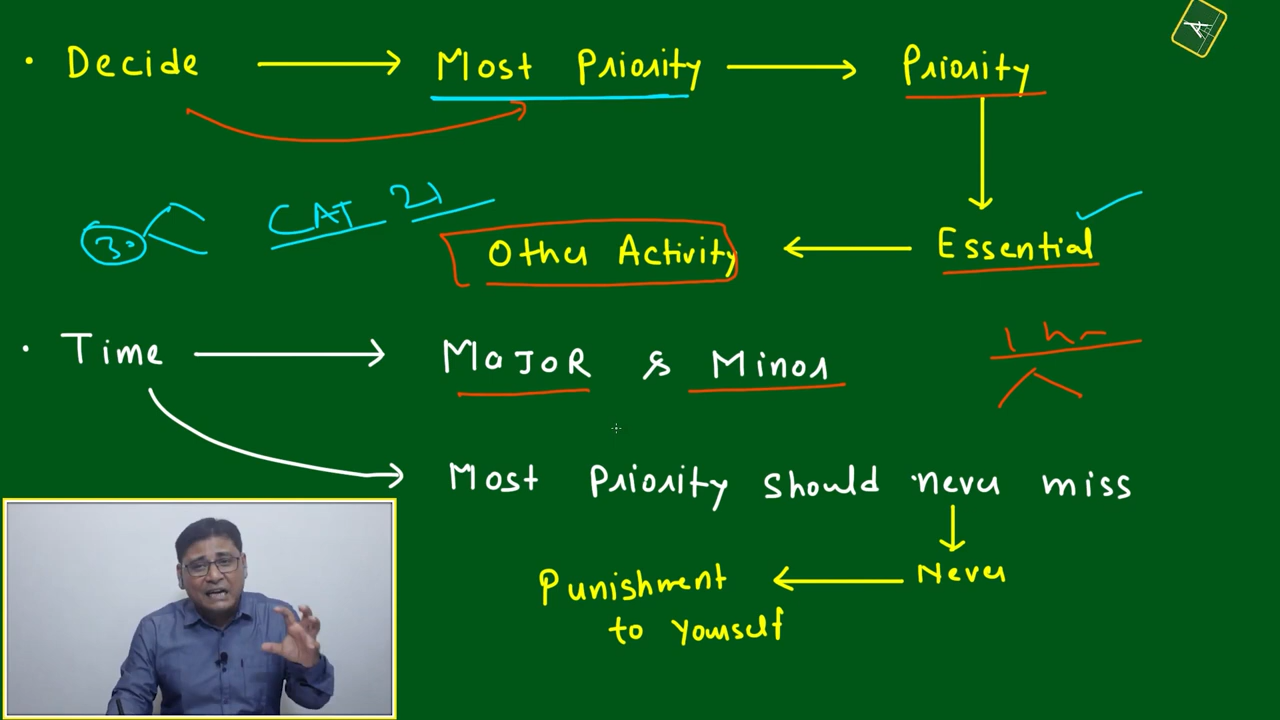 • Decide → Most Priority → Priority
CAT 21
30
Other Activity ← Essential
• Time → MaJoR & Minor
1 hr
Most Priority should never miss
Punishment ← Never
to yourself
A